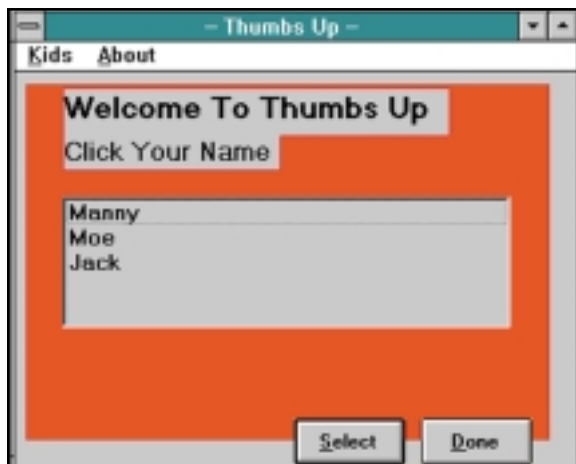 – Thumbs Up –
Kids About
Welcome To Thumbs Up
Click Your Name
Manny
Moe
Jack
Select Done